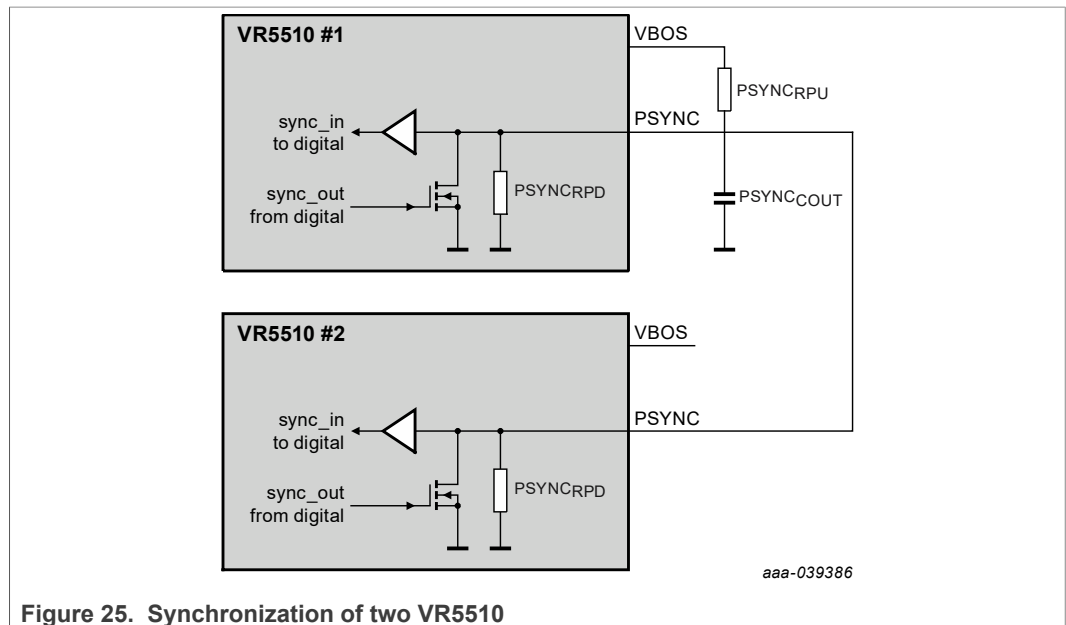 VR5510 #1
VBOS
PSYNCRPU
PSYNC
sync_in
to digital
PSYNCRPD
PSYNCCOUT
sync_out
from digital
VR5510 #2
VBOS
PSYNC
sync_in
to digital
PSYNCRPD
sync_out
from digital
aaa-039386
Figure 25. Synchronization of two VR5510